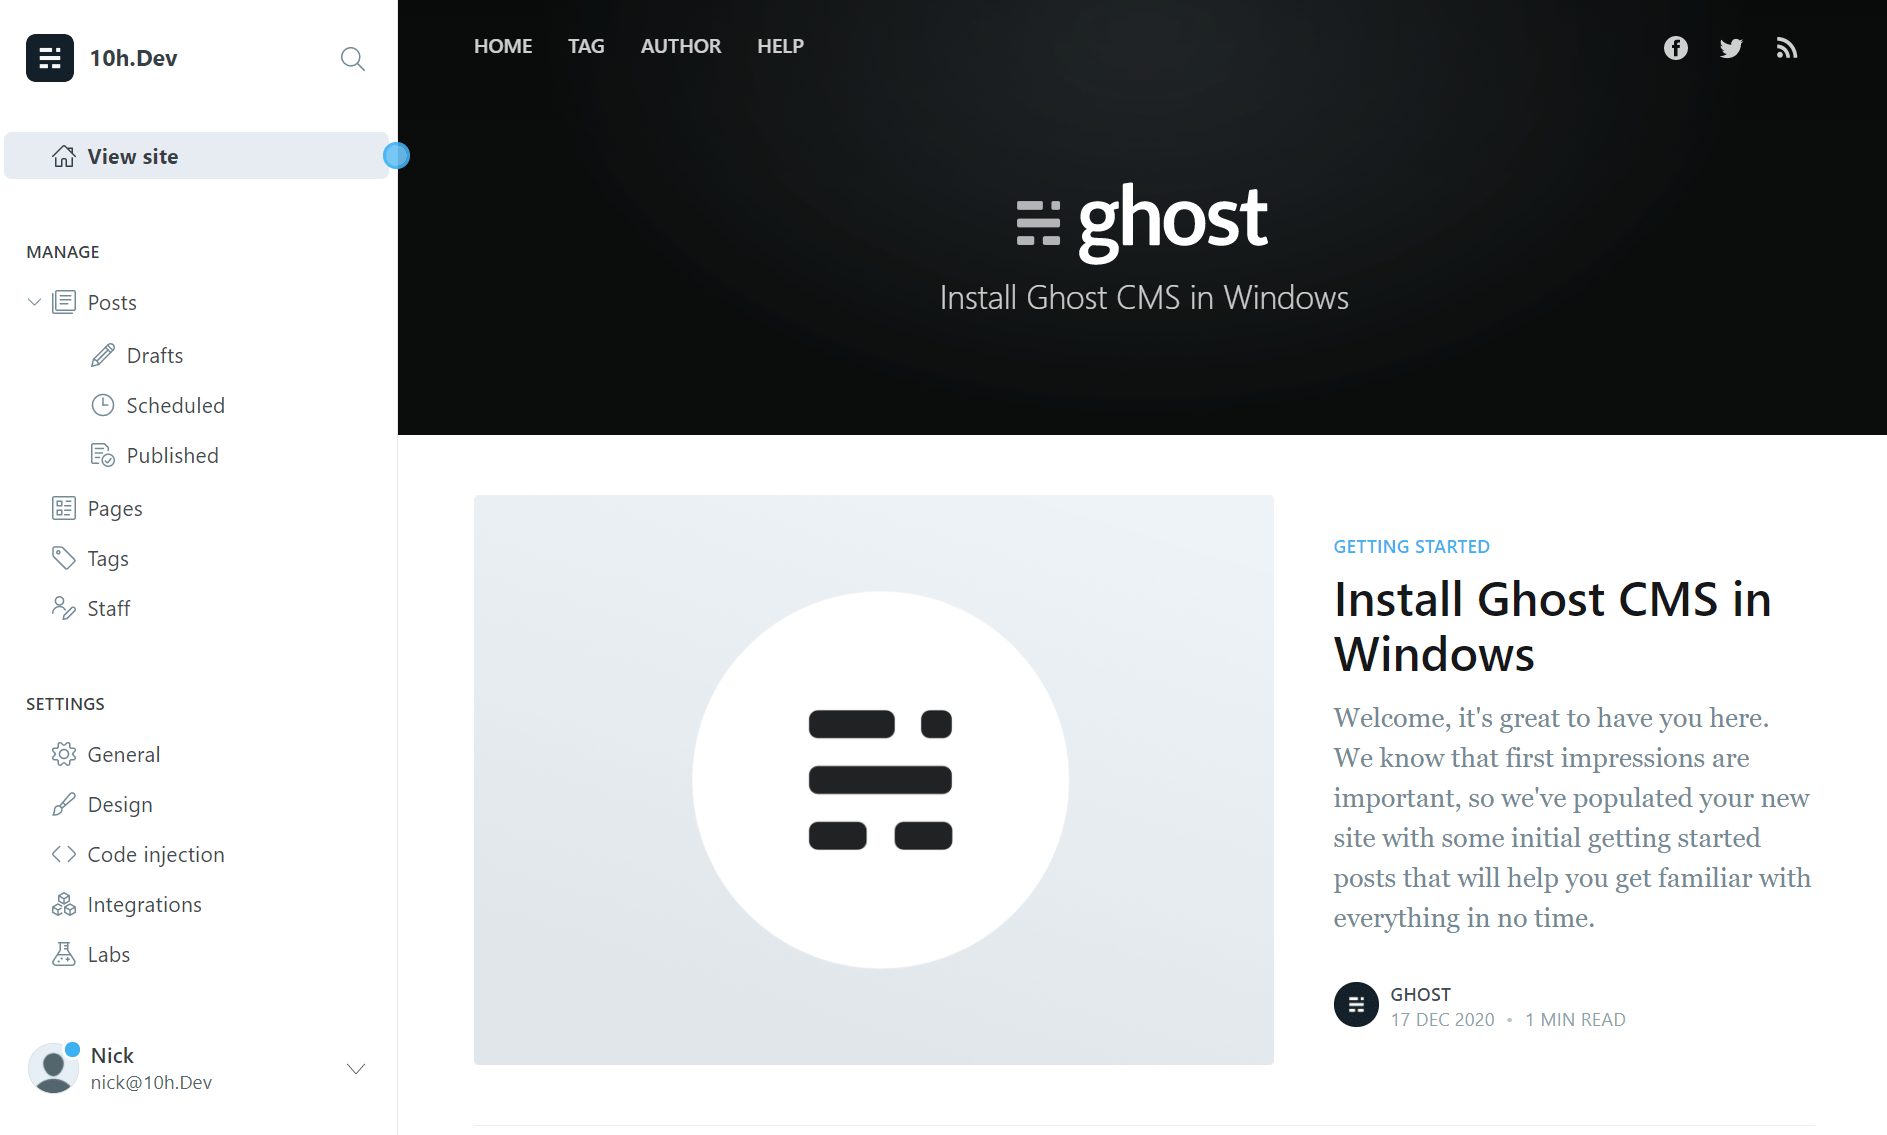 10h.Dev
View site
MANAGE
Posts
Drafts
Scheduled
Published
Pages
Tags
Staff
SETTINGS
General
Design
Code injection
Integrations
Labs
Nick
nick@10h.Dev
HOME TAG AUTHOR HELP
ghost
Install Ghost CMS in Windows
GETTING STARTED
Install Ghost CMS in
Windows
Welcome, it's great to have you here.
We know that first impressions are
important, so we've populated your new
site with some initial getting started
posts that will help you get familiar with
everything in no time.
GHOST
17 DEC 2020 • 1 MIN READ